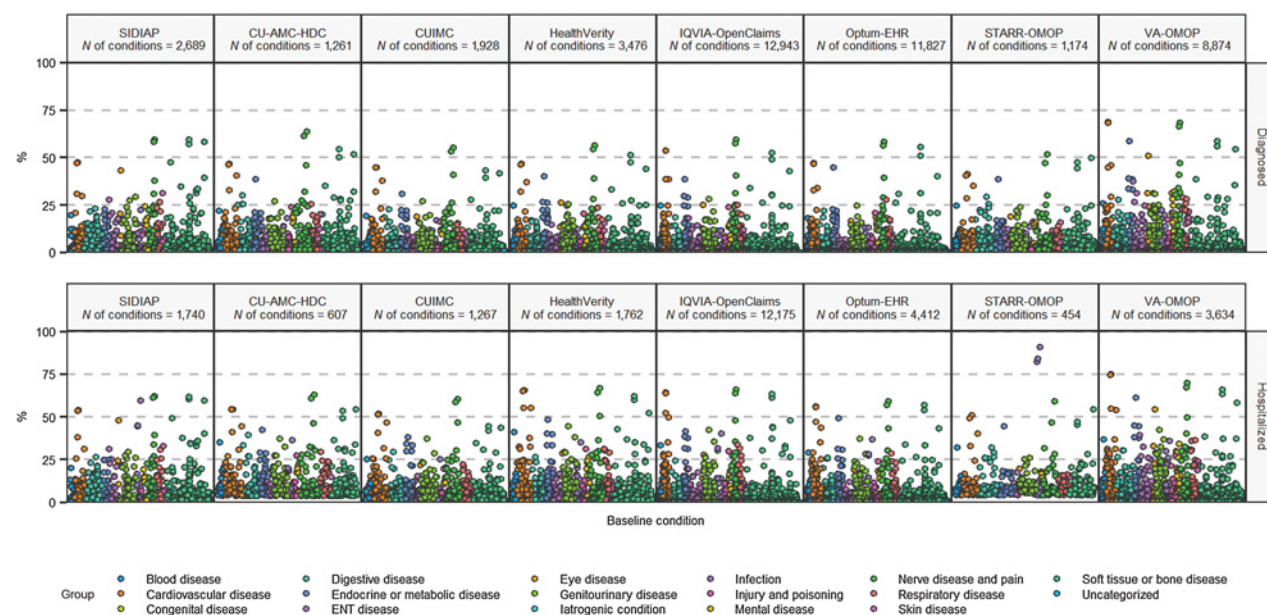 SIDIAP
N of conditions = 2,689
CU-AMC-HDC
N of conditions = 1,261
CUIMC
N of conditions = 1,928
HealthVerity
N of conditions = 3,476
IQVIA-OpenClaims
N of conditions = 12,943
Optum-EHR
N of conditions = 11,827
STARR-OMOP
N of conditions = 1,174
VA-OMOP
N of conditions = 8,874
100
75
50
25
0
%
Diagnosed
SIDIAP
N of conditions = 1,740
CU-AMC-HDC
N of conditions = 607
CUIMC
N of conditions = 1,267
HealthVerity
N of conditions = 1,762
IQVIA-OpenClaims
N of conditions = 12,175
Optum-EHR
N of conditions = 4,412
STARR-OMOP
N of conditions = 454
VA-OMOP
N of conditions = 3,634
100
75
50
25
0
%
Hospitalized
Baseline condition
Group
Blood disease
Cardiovascular disease
Congenital disease
Digestive disease
Endocrine or metabolic disease
ENT disease
Eye disease
Genitourinary disease
Iatrogenic condition
Infection
Injury and poisoning
Mental disease
Nerve disease and pain
Respiratory disease
Skin disease
Soft tissue or bone disease
Uncategorized